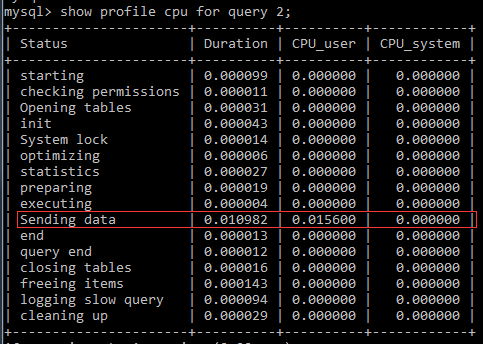 mysql> show profile cpu for query 2;
+----------------------+----------+----------+------------+
| Status               | Duration | CPU_user | CPU_system |
+----------------------+----------+----------+------------+
| starting             | 0.000099 | 0.000000 |   0.000000 |
| checking permissions | 0.000011 | 0.000000 |   0.000000 |
| Opening tables       | 0.000031 | 0.000000 |   0.000000 |
| init                 | 0.000043 | 0.000000 |   0.000000 |
| System lock          | 0.000014 | 0.000000 |   0.000000 |
| optimizing           | 0.000006 | 0.000000 |   0.000000 |
| statistics           | 0.000027 | 0.000000 |   0.000000 |
| preparing            | 0.000019 | 0.000000 |   0.000000 |
| executing            | 0.000004 | 0.000000 |   0.000000 |
| Sending data         | 0.010982 | 0.015600 |   0.000000 |
| end                  | 0.000013 | 0.000000 |   0.000000 |
| query end            | 0.000012 | 0.000000 |   0.000000 |
| closing tables       | 0.000016 | 0.000000 |   0.000000 |
| freeing items        | 0.000143 | 0.000000 |   0.000000 |
| logging slow query   | 0.000094 | 0.000000 |   0.000000 |
| cleaning up          | 0.000029 | 0.000000 |   0.000000 |
+----------------------+----------+----------+------------+